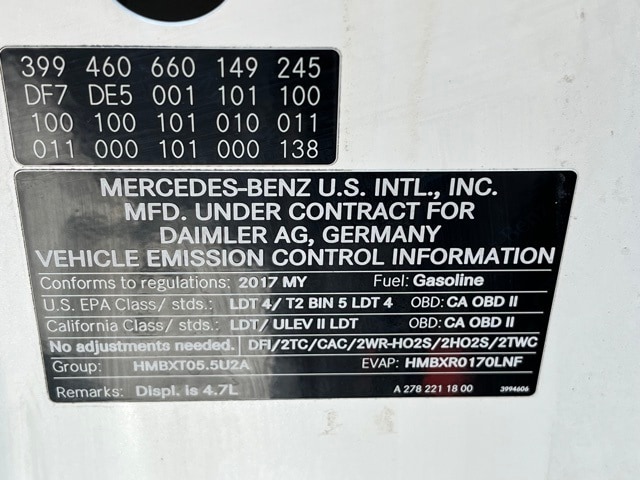 399 460 660 149 245
DF7 DE5 001 101 100
100 100 101 010 011
011 000 101 000 138
MERCEDES-BENZ U.S. INTL., INC.
MFD. UNDER CONTRACT FOR
DAIMLER AG, GERMANY
VEHICLE EMISSION CONTROL INFORMATION
Conforms to regulations: 2017 MY Fuel: Gasoline
U.S. EPA Class/ stds.: LDT 4/ T2 BIN 5 LDT 4 OBD: CA OBD II
California Class/ stds.: LDT/ ULEV II LDT OBD: CA OBD II
No adjustments needed. DFI/2TC/CAC/2WR-HO2S/2HO2S/2TWC
Group: HMBXT05.5U2A EVAP: HMBXR0170LNF
Remarks: Displ. is 4.7L A 278 221 18 00 3994606